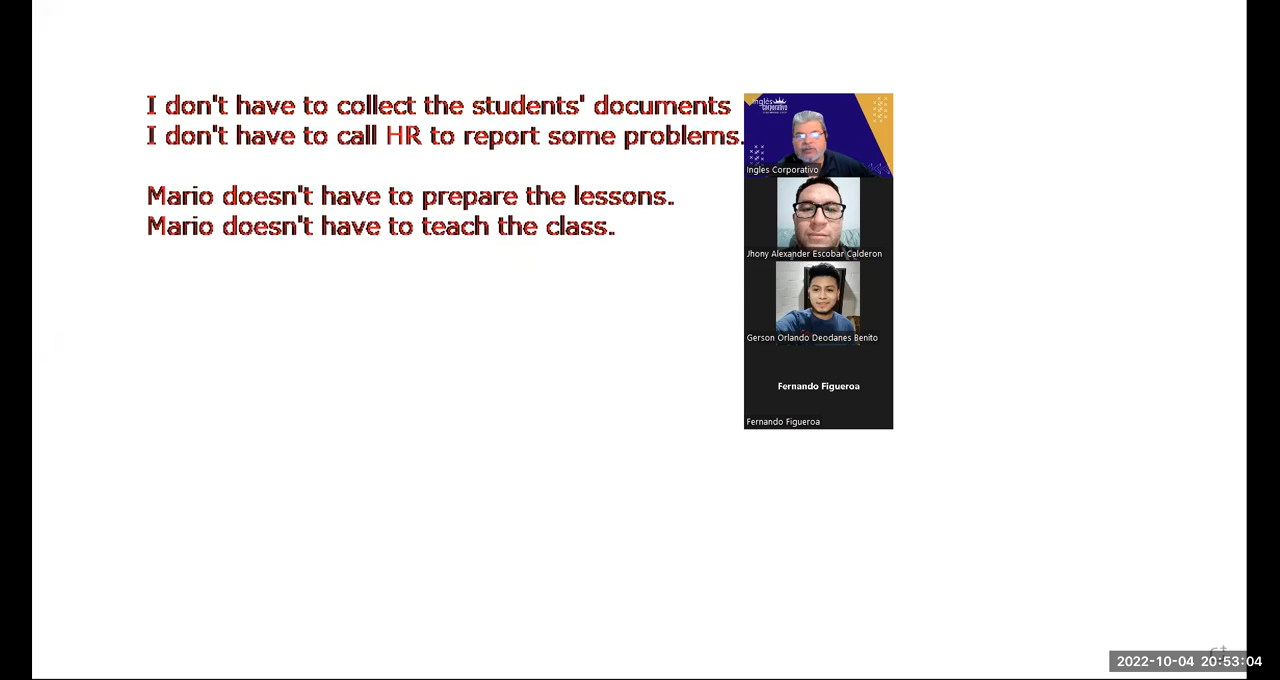 I don't have to collect the students' documents
I don't have to call HR to report some problems.
Mario doesn't have to prepare the lessons.
Mario doesn't have to teach the class.
Inglés
corporativo
Ingles Corporativo
Jhony Alexander Escobar Calderon
Gerson Orlando Deodanes Benito
Fernando Figueroa
Fernando Figueroa
2022-10-04 20:53:04